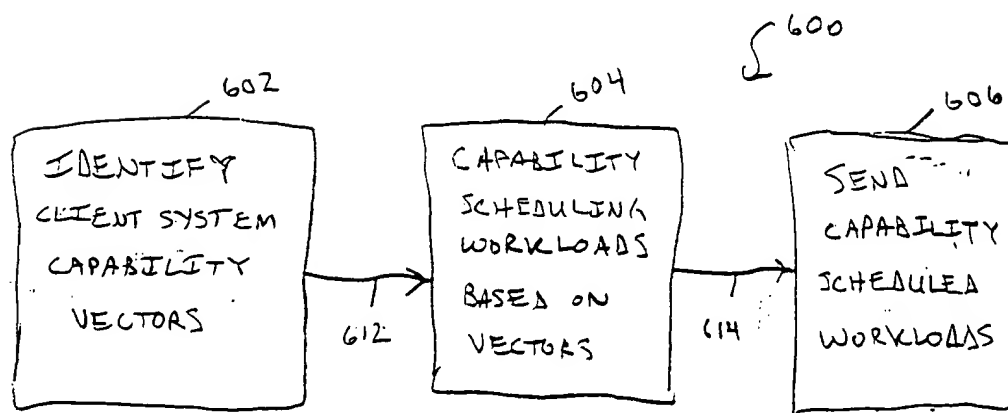 600
602
IDENTIFY
CLIENT SYSTEM
CAPABILITY
VECTORS
612
604
CAPABILITY
SCHEDULING
WORKLOADS
BASED ON
VECTORS
614
606
SEND
CAPABILITY
SCHEDULED
WORKLOADS